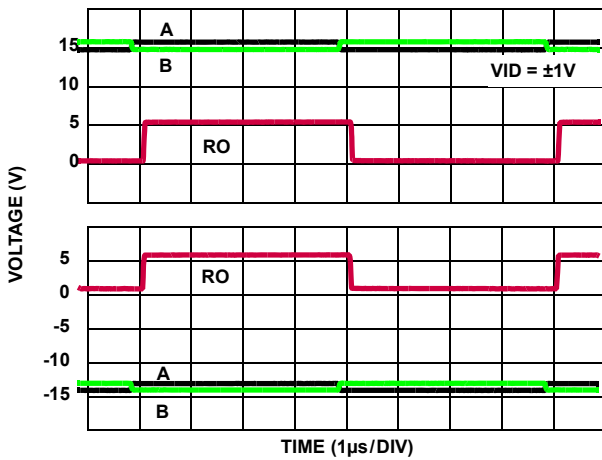 15
A
B
VID = ±1V
10
5
RO
0
VOLTAGE (V)
5
RO
0
-5
-10
A
-15
B
TIME (1µs/DIV)